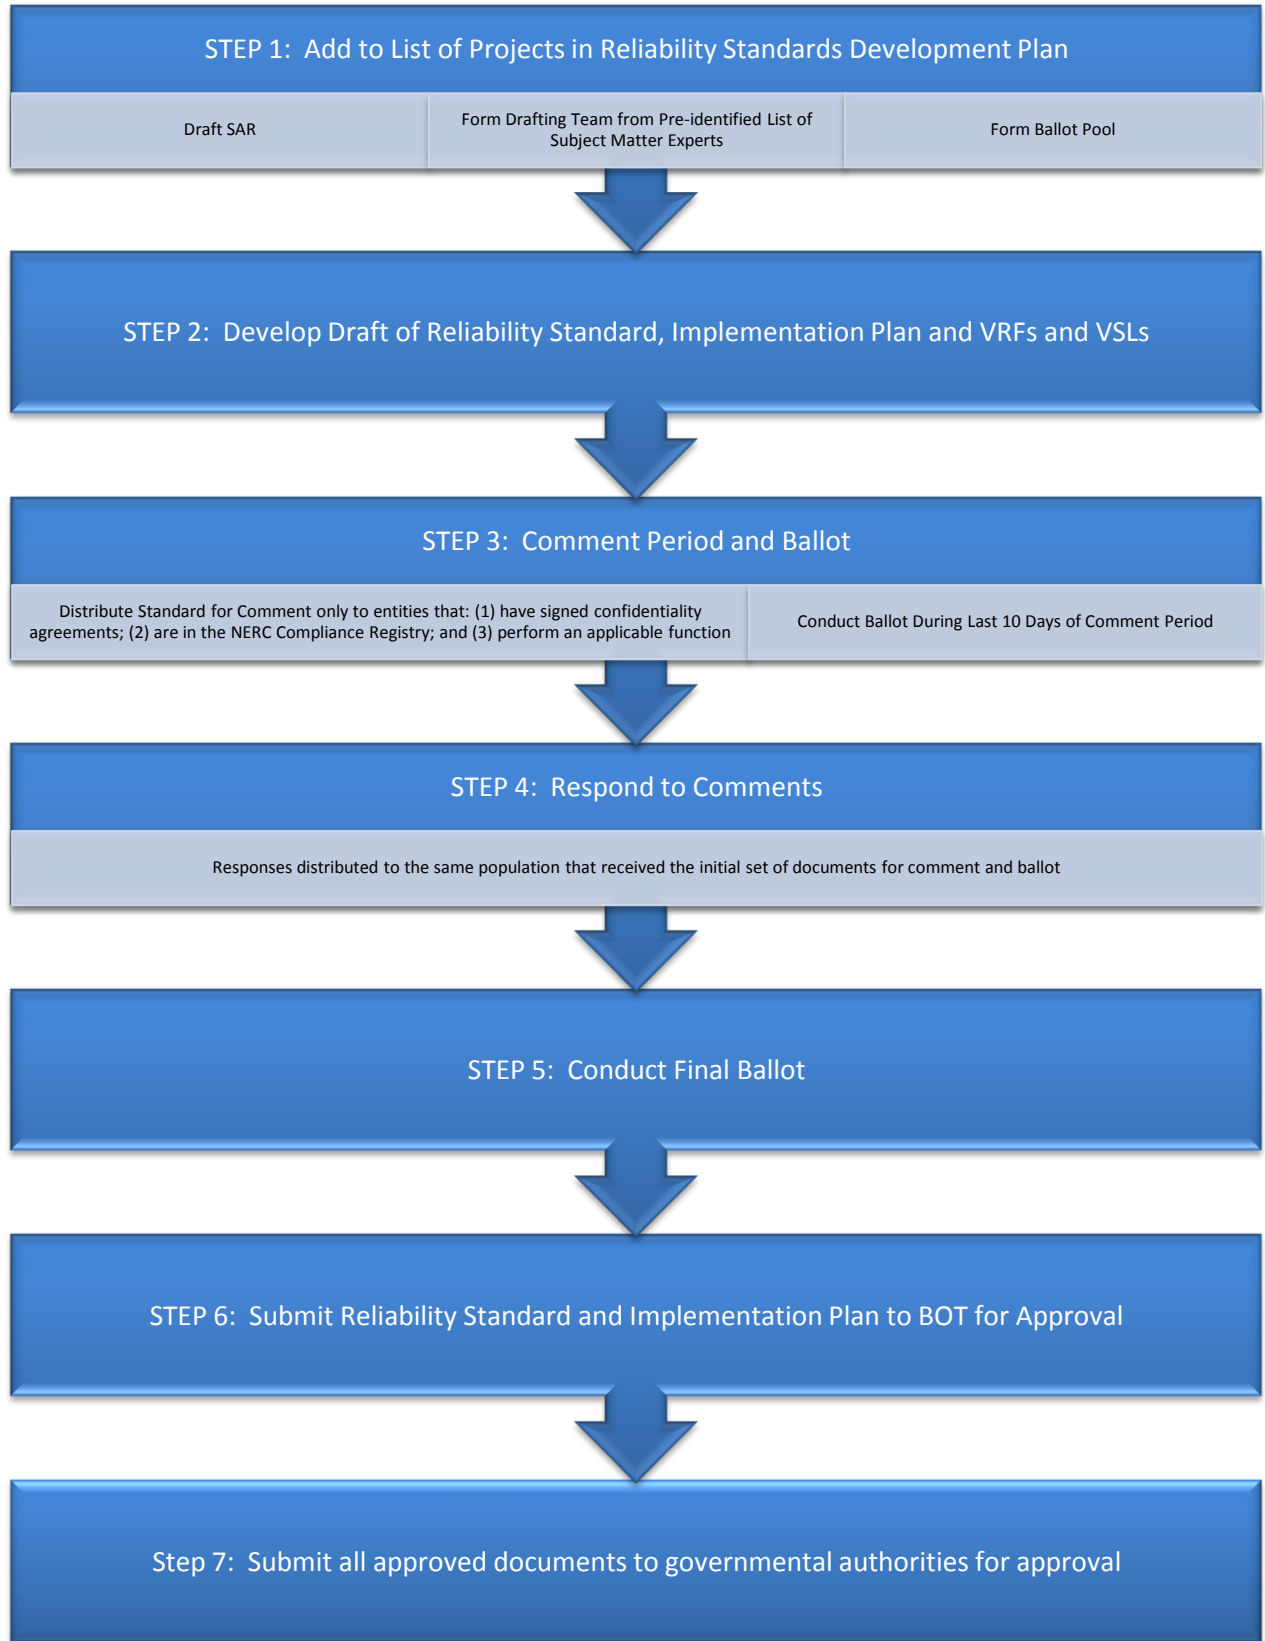 STEP 1:  Add to List of Projects in Reliability Standards Development Plan
Draft SAR
Form Drafting Team from Pre-identified List of
Subject Matter Experts
Form Ballot Pool
STEP 2:  Develop Draft of Reliability Standard, Implementation Plan and VRFs and VSLs
STEP 3:  Comment Period and Ballot
Distribute Standard for Comment only to entities that: (1) have signed confidentiality
agreements; (2) are in the NERC Compliance Registry; and (3) perform an applicable function
Conduct Ballot During Last 10 Days of Comment Period
STEP 4:  Respond to Comments
Responses distributed to the same population that received the initial set of documents for comment and ballot
STEP 5:  Conduct Final Ballot
STEP 6:  Submit Reliability Standard and Implementation Plan to BOT for Approval
Step 7:  Submit all approved documents to governmental authorities for approval